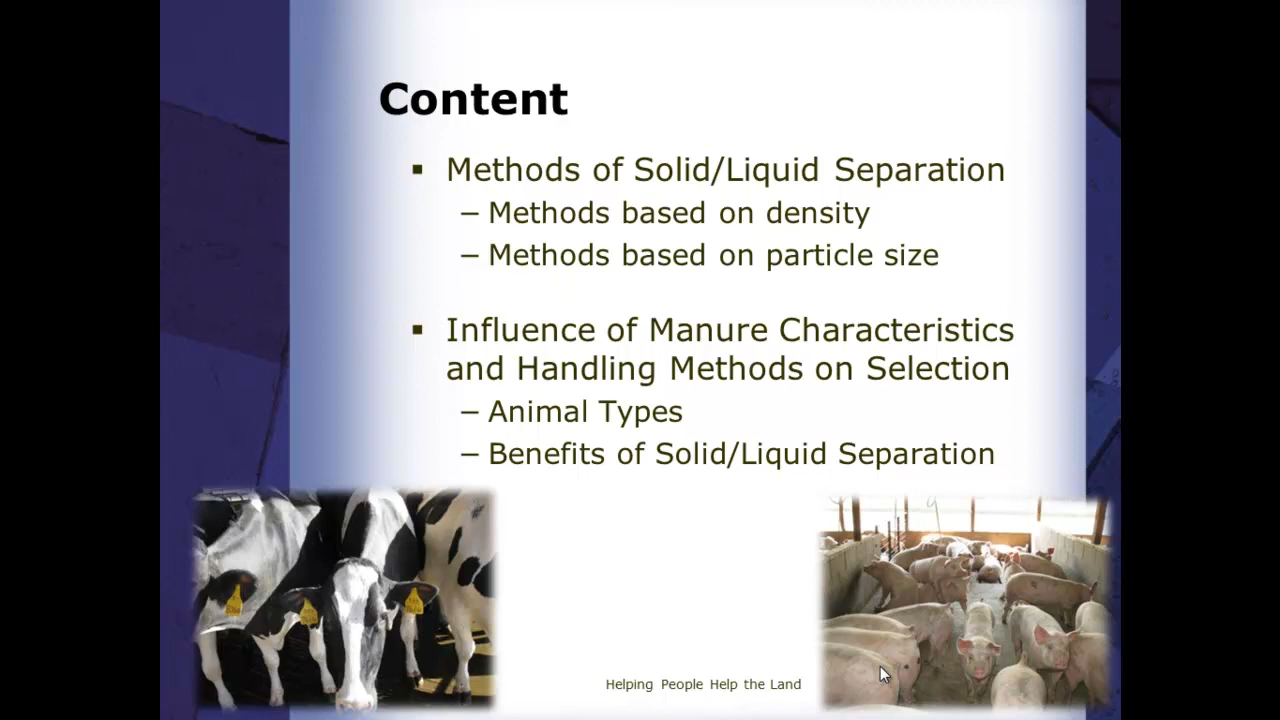 Content
▪ Methods of Solid/Liquid Separation
– Methods based on density
– Methods based on particle size
▪ Influence of Manure Characteristics
and Handling Methods on Selection
– Animal Types
– Benefits of Solid/Liquid Separation
Helping People Help the Land